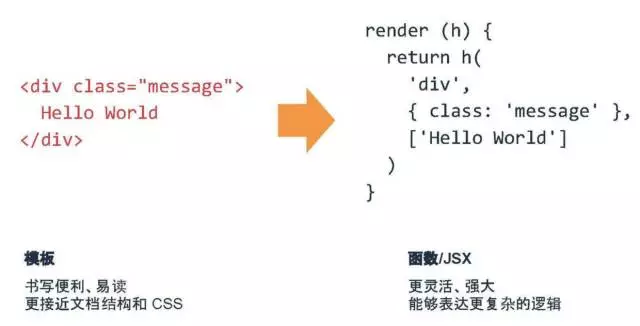 <div class="message">
  Hello World
</div>
render (h) {
  return h(
    'div',
    { class: 'message' },
    ['Hello World']
  )
}
模板
书写便利、易读
更接近文档结构和 CSS
函数/JSX
更灵活、强大
能够表达更复杂的逻辑